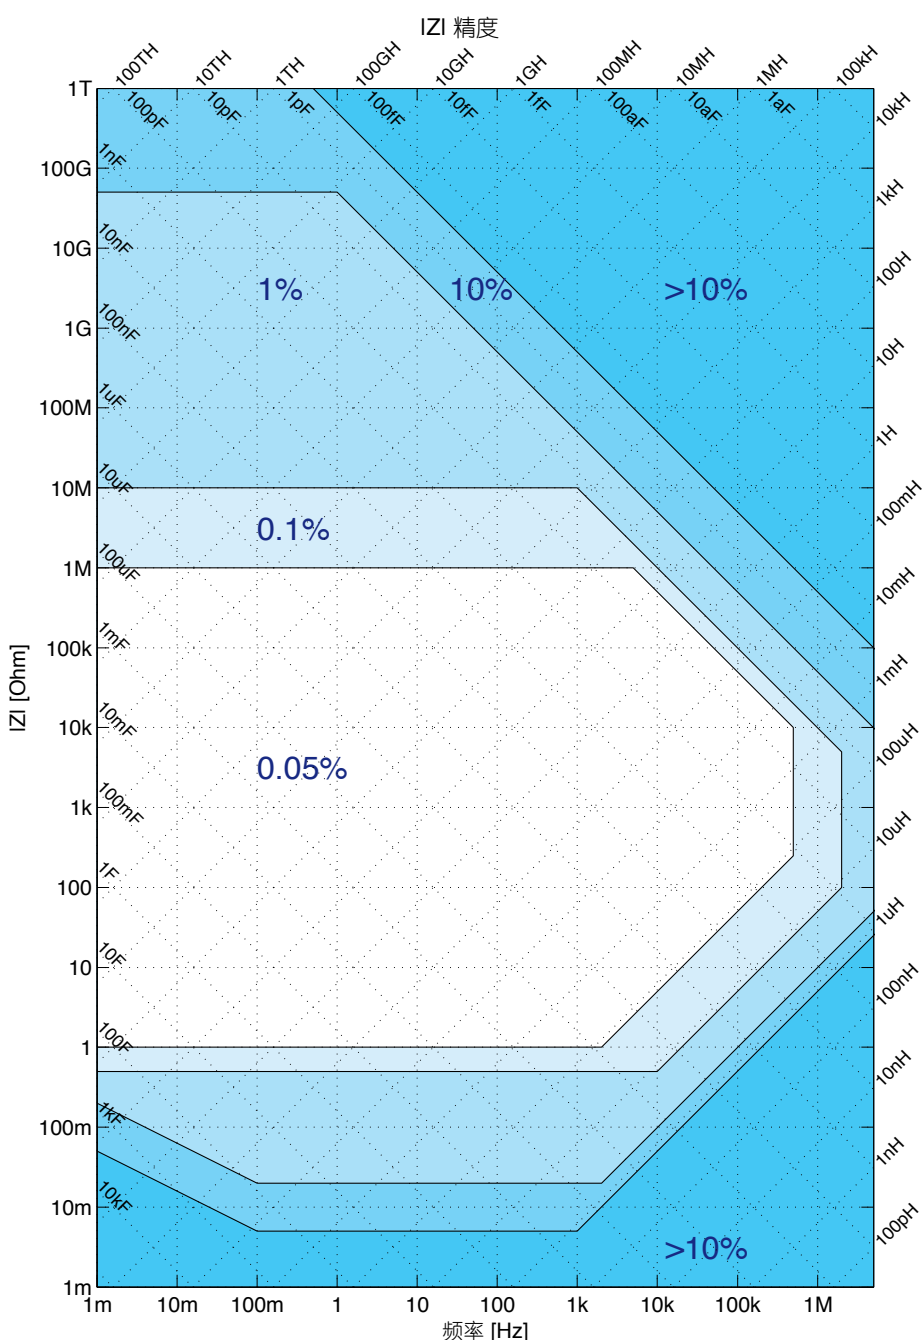 |Z| 精度
100TH 10TH 1TH 100GH 10GH 1GH 100MH 10MH 1MH 100kH
1T
100pF 10pF 1pF 100fF 10fF 1fF 100aF 10aF 1aF
10kH
1nF
100G
1kH
10nF
10G
100H
1% 10% >10%
100nF
1G
10H
1uF
100M
1H
10uF
10M
100mH
0.1%
100uF
1M
10mH
1mF
100k
1mH
|Z| [Ohm]
10mF
10k
100uH
0.05%
100mF
1k
10uH
1F
100
1uH
10F
10
100nH
100F
1
10nH
1kF
100m
1nH
10kF
10m
100pH
>10%
1m
1m 10m 100m 1 10 100 1k 10k 100k 1M
频率 [Hz]